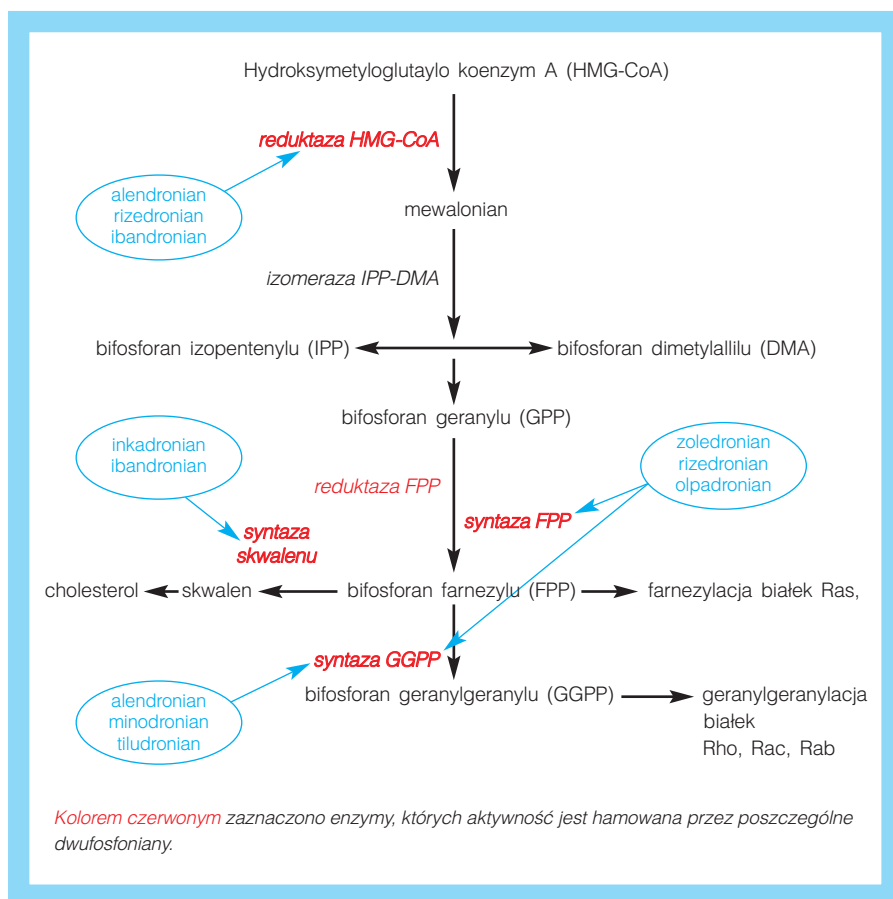 Hydroksymetyloglutaylo koenzym A (HMG-CoA)
reduktaza HMG-CoA
alendronian
rizedronian
ibandronian
mewalonian
izomeraza IPP-DMA
bifosforan izopentenylu (IPP)
bifosforan dimetylallilu (DMA)
bifosforan geranylu (GPP)
inkadronian
ibandronian
zoledronian
rizedronian
olpadronian
reduktaza FPP
syntaza FPP
syntaza
skwalenu
cholesterol
skwalen
bifosforan farnezylu (FPP)
farnezylacja białek Ras,
syntaza GGPP
alendronian
minodronian
tiludronian
bifosforan geranylgeranylu (GGPP)
geranylgeranylacja
białek
Rho, Rac, Rab
Kolorem czerwonym zaznaczono enzymy, których aktywność jest hamowana przez poszczególne
dwufosfoniany.